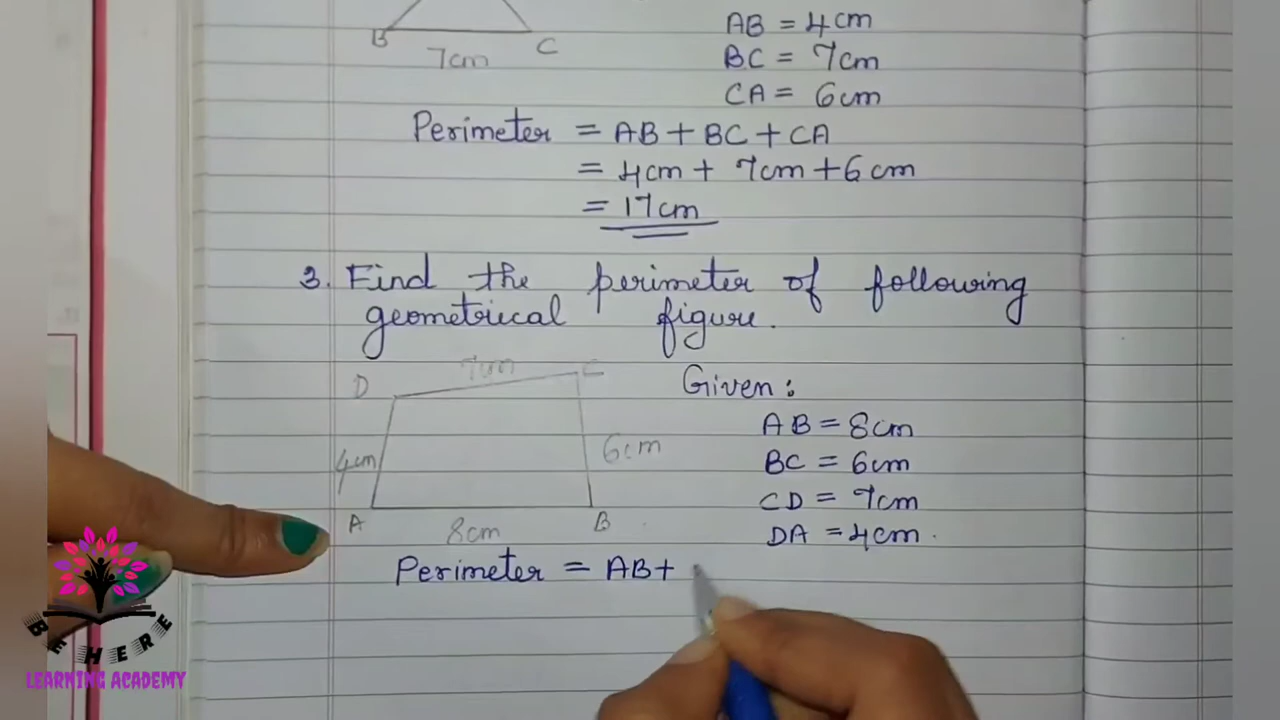 AB = 4cm
B
C
7cm
BC = 7cm
CA = 6cm
Perimeter = AB + BC + CA
= 4cm + 7cm + 6cm
= 17cm
3. Find the perimeter of following
geometrical figure.
D
7cm
C
Given :
AB = 8cm
4cm
6cm
BC = 6cm
CD = 7cm
A
8cm
B
DA = 4cm.
Perimeter = AB +
BE HERE
LEARNING ACADEMY